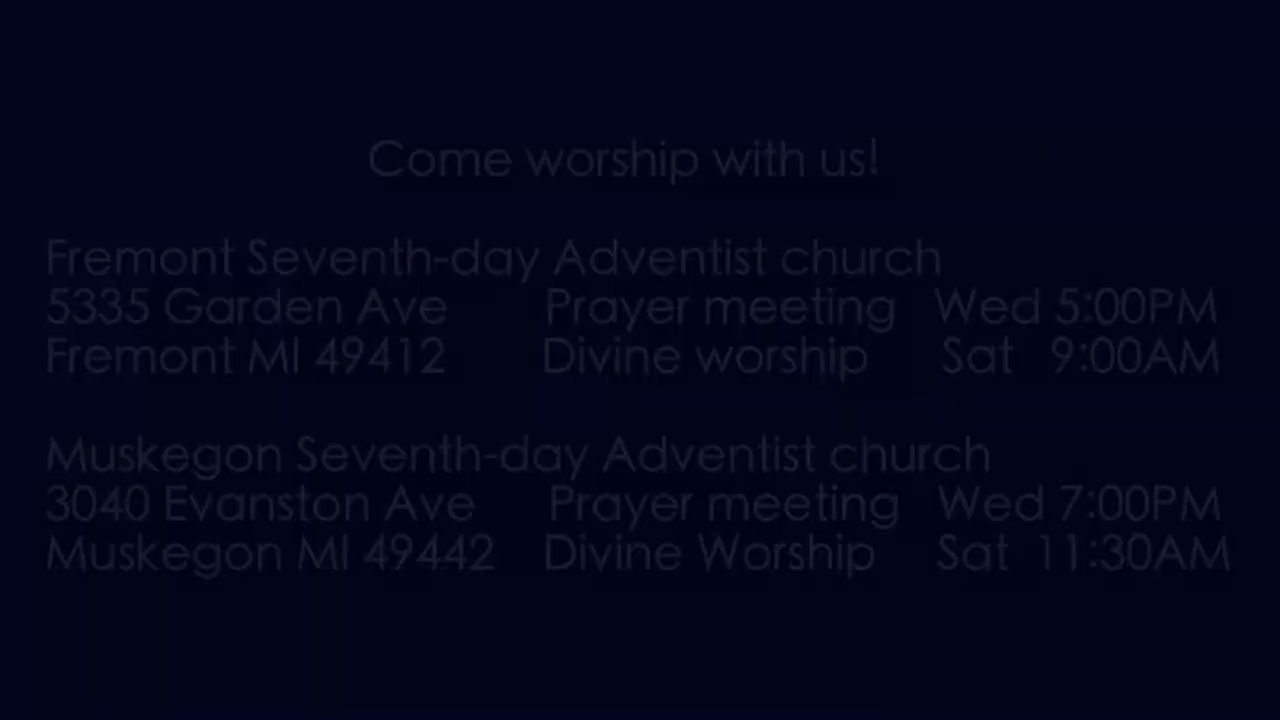 Come worship with us!
Fremont Seventh-day Adventist church
5335 Garden Ave Prayer meeting Wed 5:00PM
Fremont MI 49412 Divine worship Sat 9:00AM
Muskegon Seventh-day Adventist church
3040 Evanston Ave Prayer meeting Wed 7:00PM
Muskegon MI 49442 Divine Worship Sat 11:30AM